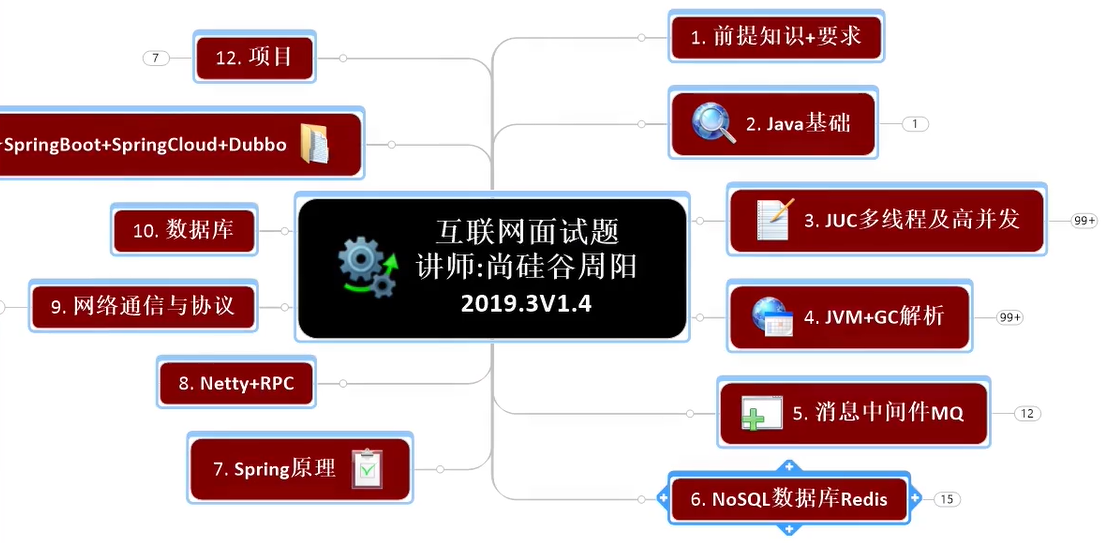 互联网面试题
讲师:尚硅谷周阳
2019.3V1.4
1. 前提知识+要求
2. Java基础
1
3. JUC多线程及高并发
99+
4. JVM+GC解析
99+
5. 消息中间件MQ
12
6. NoSQL数据库Redis
15
7. Spring原理
8. Netty+RPC
9. 网络通信与协议
10. 数据库
+SpringBoot+SpringCloud+Dubbo
12. 项目
7